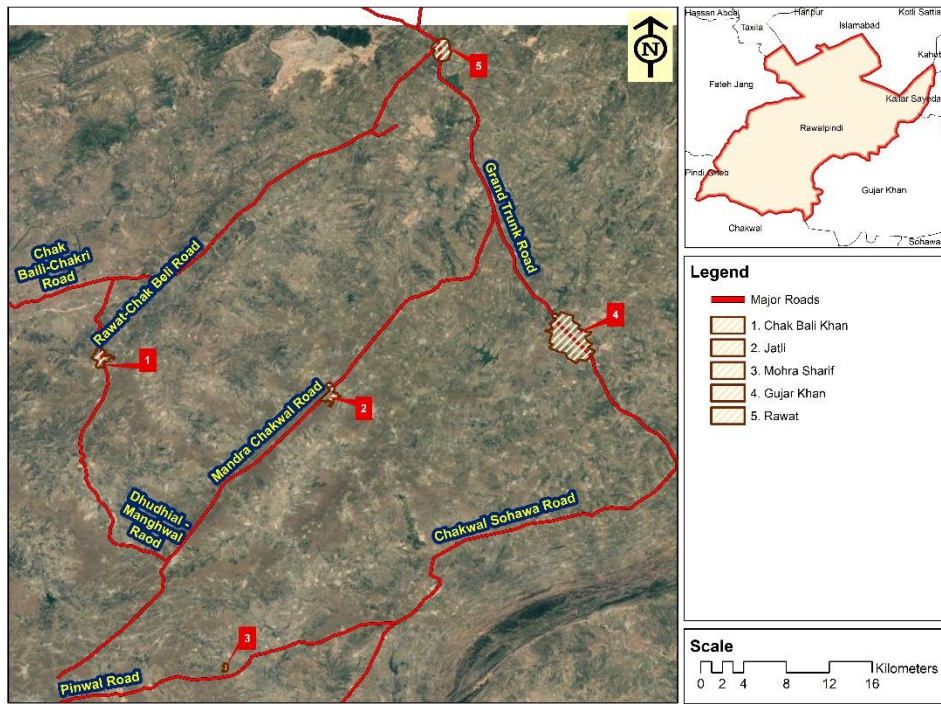 N
5
Grand Trunk Road
4
Chak
Baili-Chakri
Road
Rawat-Chak Beli Road
1
2
Mandra Chakwal Road
Dhudhial -
Manghwal
Raod
Chakwal Sohawa Road
3
Pinwal Road
Hassan Abdal
Haripur
Kotli Sattia
Taxila
Islamabad
Kahut
Fateh Jang
Kallar Sayeda
Rawalpindi
Pindi Gheb
Gujar Khan
Chakwal
Sohawa
Legend
Major Roads
1. Chak Bali Khan
2. Jatli
3. Mohra Sharif
4. Gujar Khan
5. Rawat
Scale
Kilometers
0 2 4 8 12 16